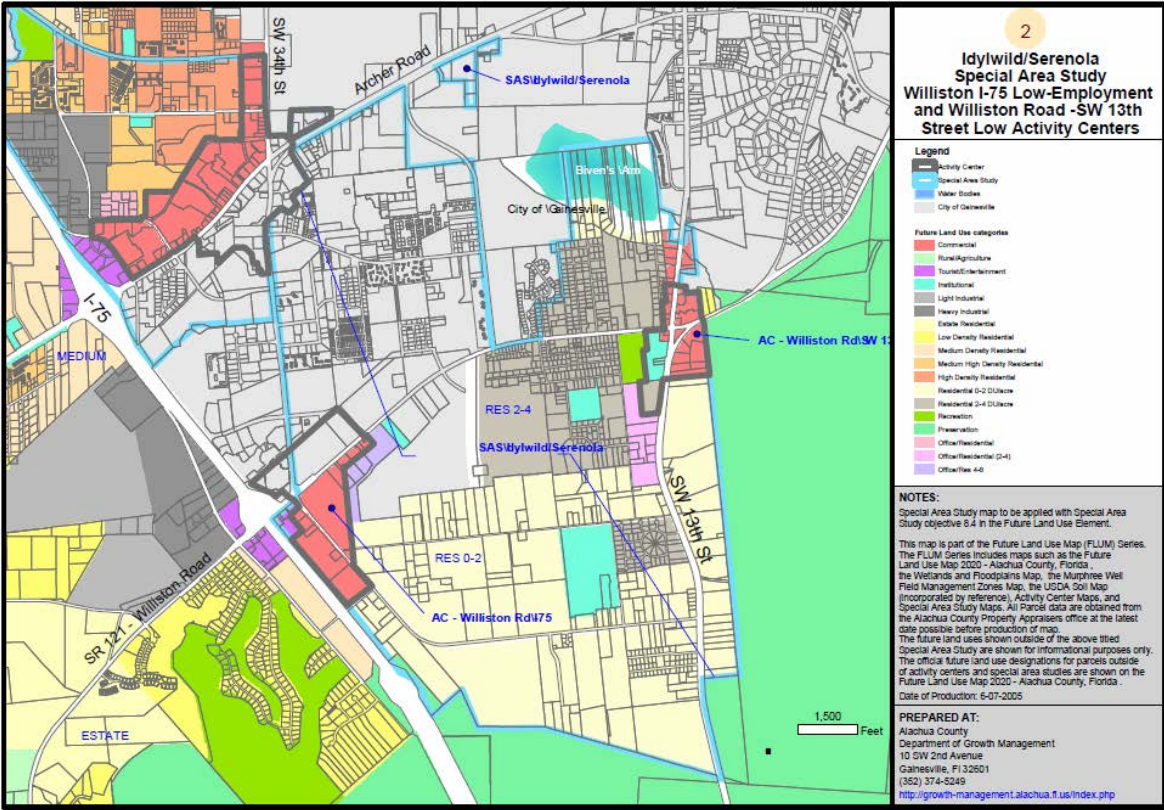 SW 34th St
Archer Road
SAS\Idylwild/Serenola
Biven's \Arm
City of \Gainesville
I-75
MEDIUM
AC - Williston Rd\SW 13
RES 2-4
SAS\Idylwild/Serenola
SW 13th St
RES 0-2
AC - Williston Rd\I75
SR 121 - Williston Road
ESTATE
1,500
Feet
2
Idylwild/Serenola
Special Area Study
Williston I-75 Low-Employment
and Williston Road -SW 13th
Street Low Activity Centers
Legend
Activity Center
Special Area Study
Water Bodies
City of Gainesville
Future Land Use categories
Commercial
Rural/Agriculture
Tourist/Entertainment
Institutional
Light Industrial
Heavy Industrial
Estate Residential
Low Density Residential
Medium Density Residential
Medium High Density Residential
High Density Residential
Residential 0-2 DU/acre
Residential 2-4 DU/acre
Recreation
Preservation
Office/Residential
Office/Residential (2-4)
Office/Res 4-8
NOTES:
Special Area Study map to be applied with Special Area
Study objective 8.4 in the Future Land Use Element.
This map is part of the Future Land Use Map (FLUM) Series.
The FLUM Series includes maps such as the Future
Land Use Map 2020 - Alachua County, Florida ,
the Wetlands and Floodplains Map, the Murphree Well
Field Management Zones Map, the USDA Soil Map
(incorporated by reference), Activity Center Maps, and
Special Area Study Maps. All Parcel data are obtained from
the Alachua County Property Appraisers office at the latest
date possible before production of map.
The future land uses shown outside of the above titled
Special Area Study are shown for informational purposes only.
The official future land use designations for parcels outside
of activity centers and special area studies are shown on the
Future Land Use Map 2020 - Alachua County, Florida .
Date of Production: 6-07-2005
PREPARED AT:
Alachua County
Department of Growth Management
10 SW 2nd Avenue
Gainesville, Fl 32601
(352) 374-5249
http://growth-management.alachua.fl.us/index.php